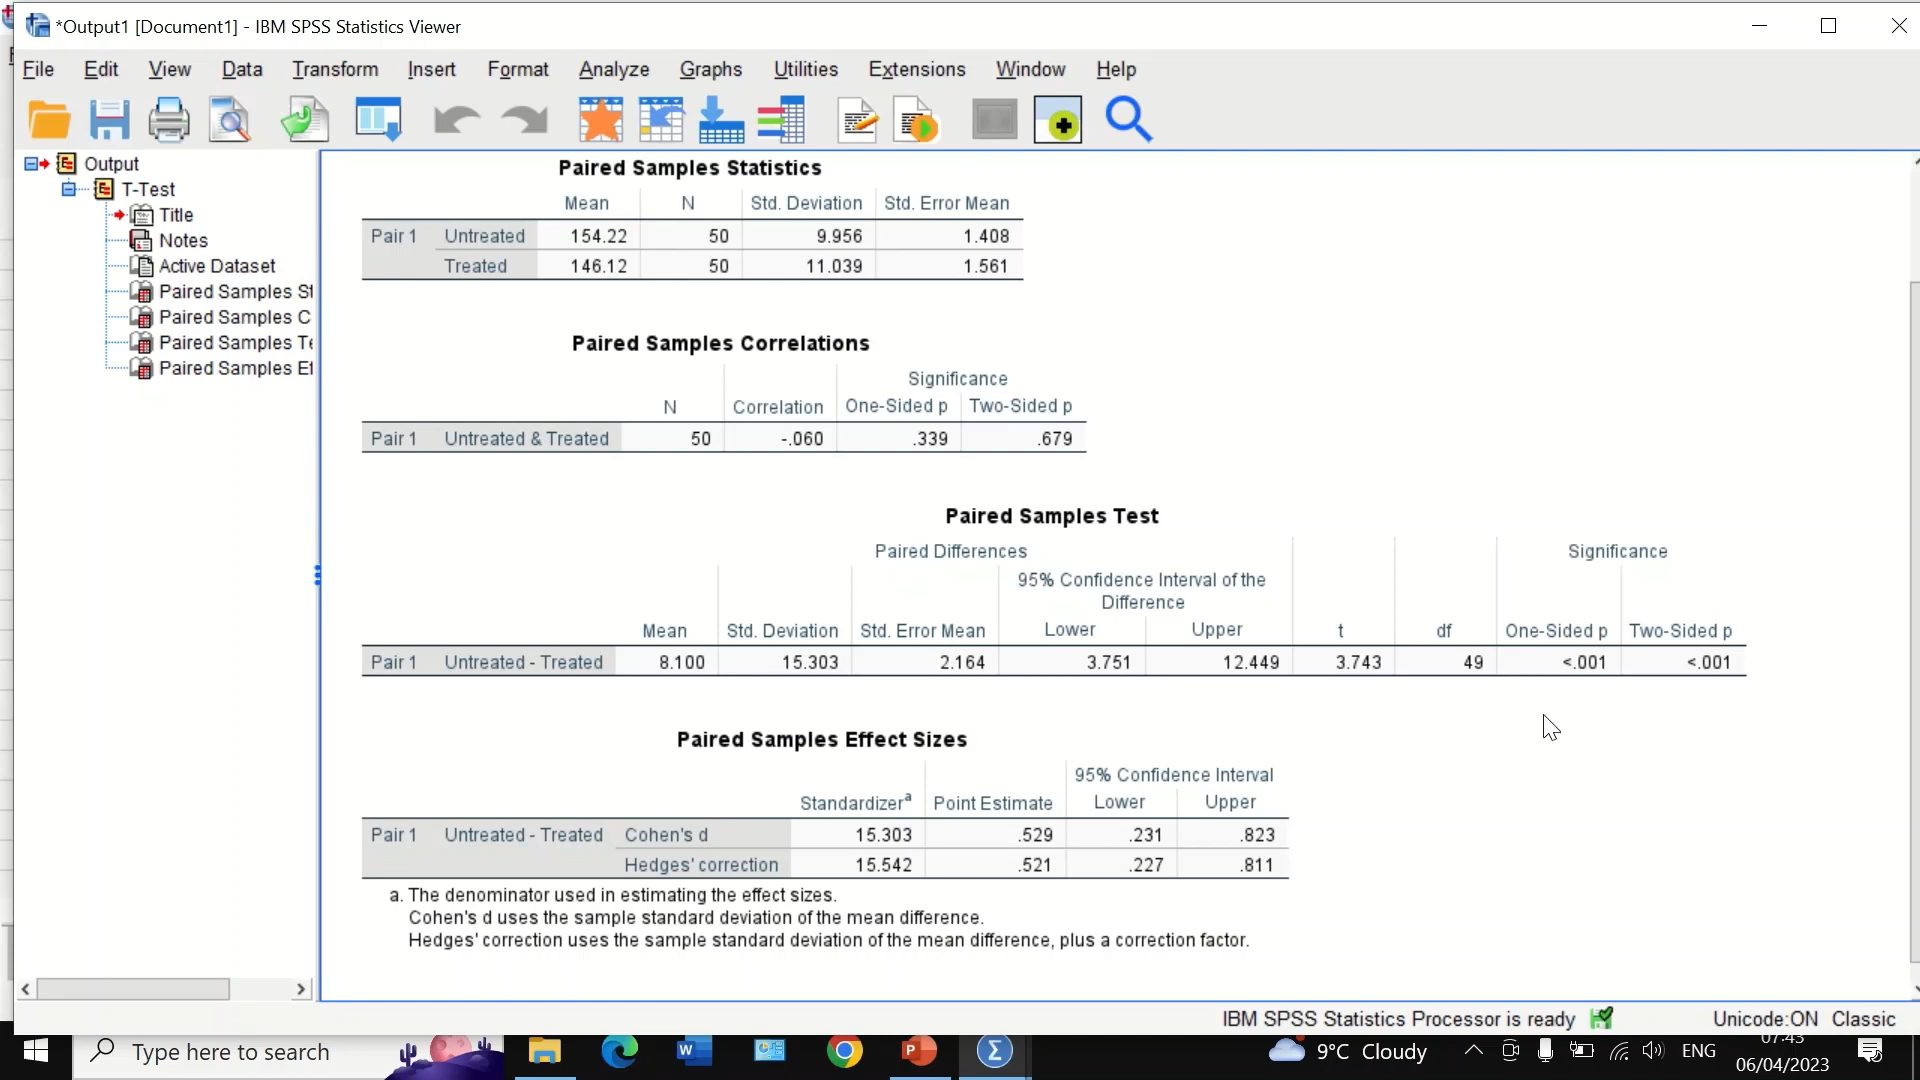 *Output1 [Document1] - IBM SPSS Statistics Viewer
File Edit View Data Transform Insert Format Analyze Graphs Utilities Extensions Window Help
Output
T-Test
Title
Notes
Active Dataset
Paired Samples St
Paired Samples C
Paired Samples Te
Paired Samples Ef
Paired Samples Statistics
Mean N Std. Deviation Std. Error Mean
Pair 1 Untreated 154.22 50 9.956 1.408
Treated 146.12 50 11.039 1.561
Paired Samples Correlations
Significance
N Correlation One-Sided p Two-Sided p
Pair 1 Untreated & Treated 50 -.060 .339 .679
Paired Samples Test
Paired Differences Significance
95% Confidence Interval of the
Difference
Mean Std. Deviation Std. Error Mean Lower Upper t df One-Sided p Two-Sided p
Pair 1 Untreated - Treated 8.100 15.303 2.164 3.751 12.449 3.743 49 <.001 <.001
Paired Samples Effect Sizes
95% Confidence Interval
Standardizerª Point Estimate Lower Upper
Pair 1 Untreated - Treated Cohen's d 15.303 .529 .231 .823
Hedges' correction 15.542 .521 .227 .811
a. The denominator used in estimating the effect sizes.
Cohen's d uses the sample standard deviation of the mean difference.
Hedges' correction uses the sample standard deviation of the mean difference, plus a correction factor.
IBM SPSS Statistics Processor is ready Unicode:ON Classic
Type here to search 9°C Cloudy ENG 07:43
06/04/2023